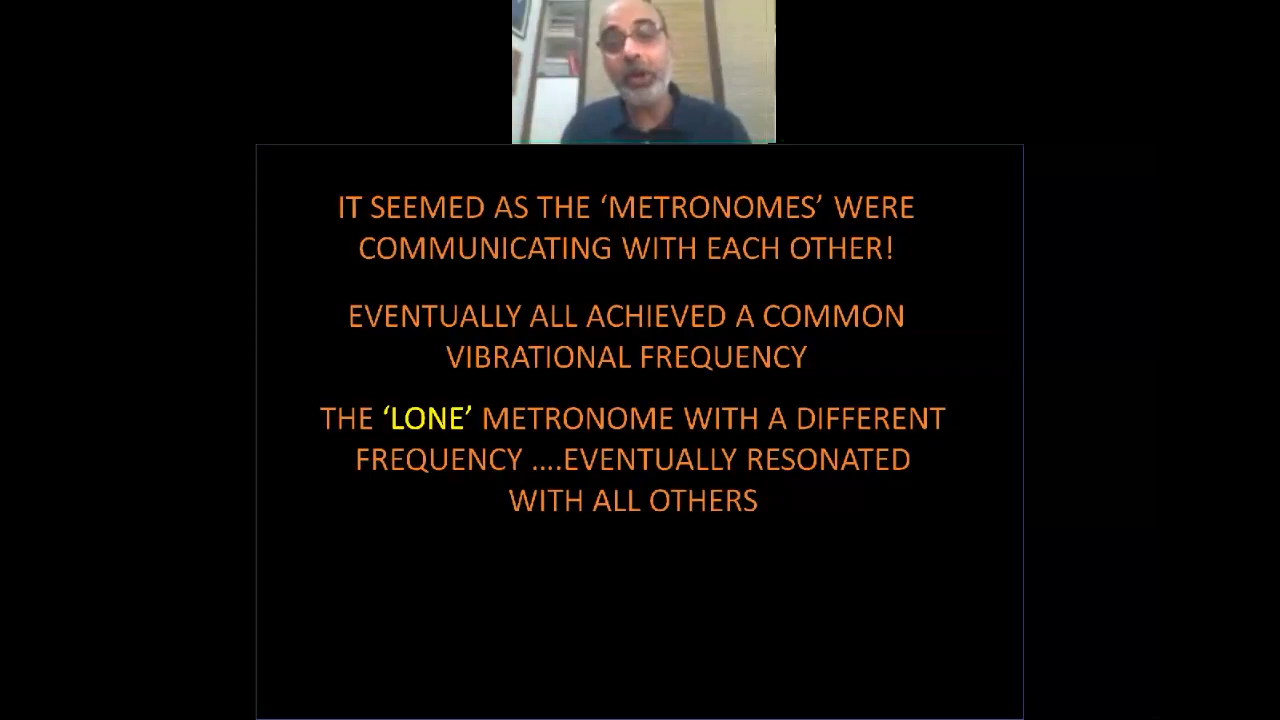 IT SEEMED AS THE ‘METRONOMES’ WERE
COMMUNICATING WITH EACH OTHER!
EVENTUALLY ALL ACHIEVED A COMMON
VIBRATIONAL FREQUENCY
THE ‘LONE’ METRONOME WITH A DIFFERENT
FREQUENCY ....EVENTUALLY RESONATED
WITH ALL OTHERS